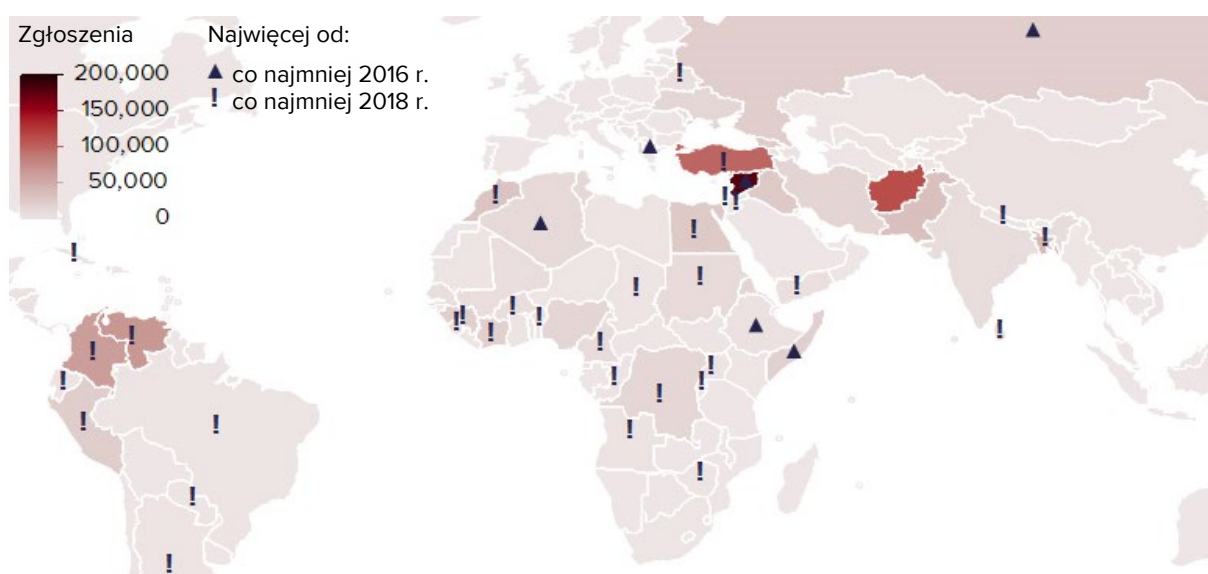 Zgłoszenia
200,000
150,000
100,000
50,000
0
Najwięcej od:
▲ co najmniej 2016 r.
! co najmniej 2018 r.